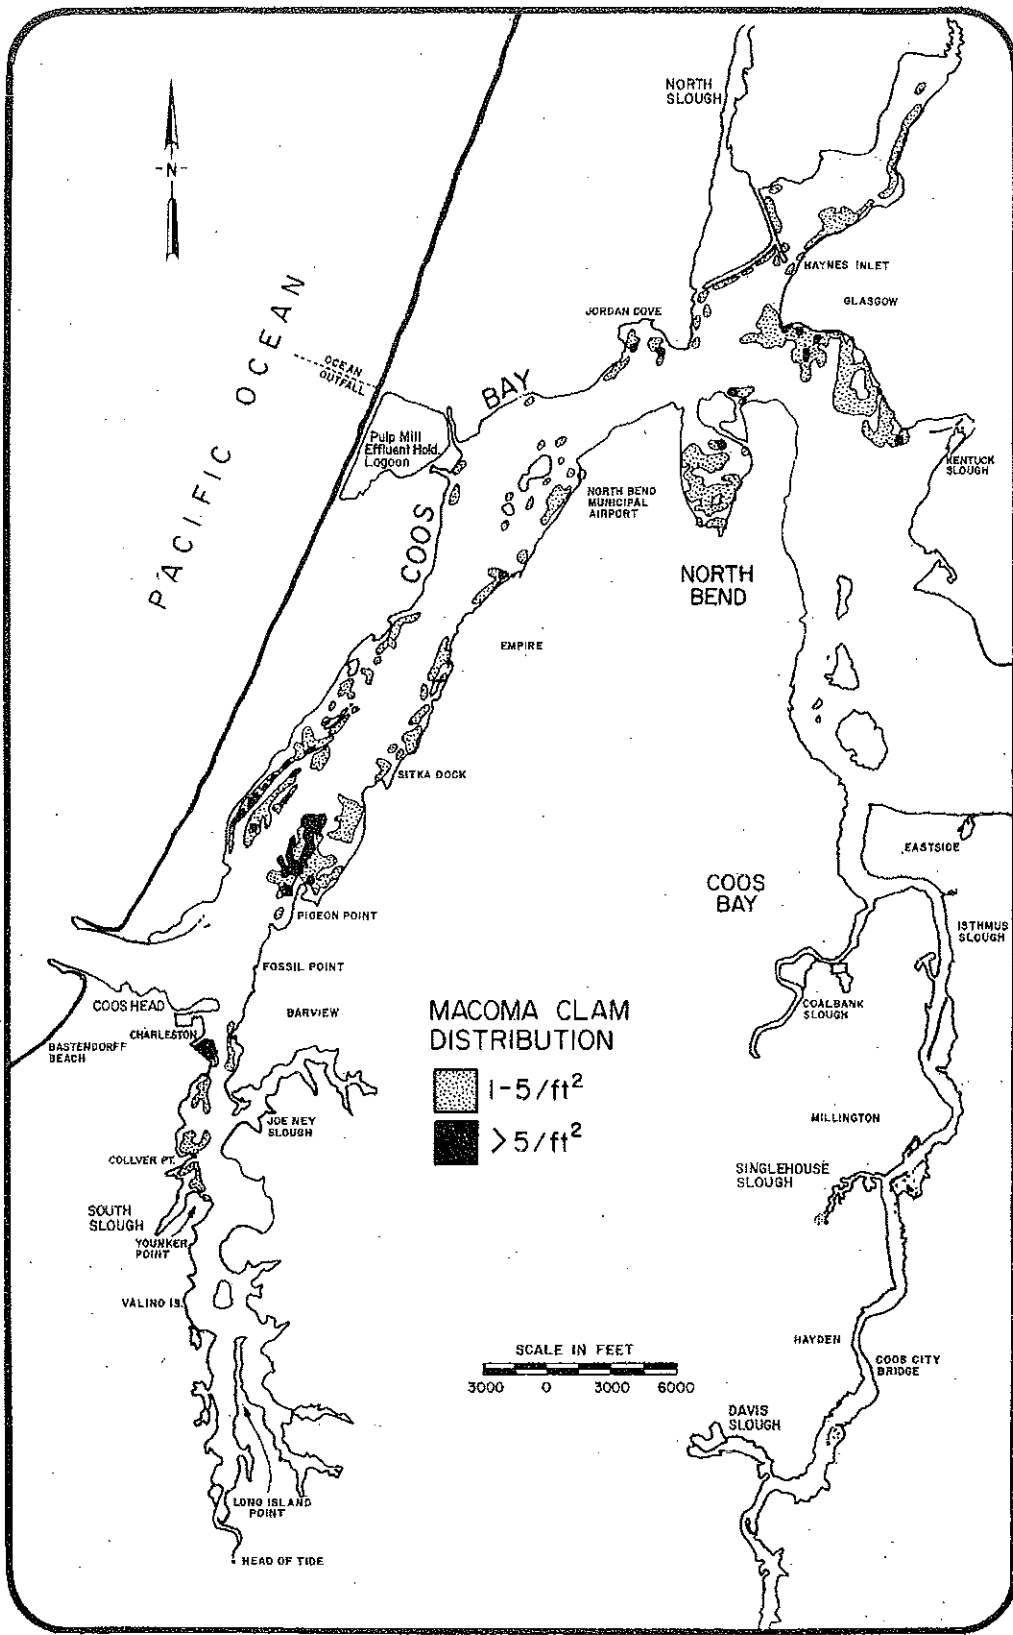 NORTH
SLOUGH
-N-
HAYNES INLET
GLASGOW
JORDAN COVE
PACIFIC OCEAN
OCEAN
OUTFALL
BAY
Pulp Mill
Effluent Hold.
Lagoon
KENTUCK
SLOUGH
NORTH BEND
MUNICIPAL
AIRPORT
COOS
NORTH
BEND
EMPIRE
SITKA DOCK
EASTSIDE
COOS
BAY
PIGEON POINT
ISTHMUS
SLOUGH
FOSSIL POINT
COOS HEAD
BARVIEW
COALBANK
SLOUGH
CHARLESTON
BASTENDORFF
BEACH
MACOMA CLAM
DISTRIBUTION
1-5/ft²
>5/ft²
JOE NEY
SLOUGH
MILLINGTON
COLLVER PT.
SINGLEHOUSE
SLOUGH
SOUTH
SLOUGH
YOUNKER
POINT
VALINO IS.
HAYDEN
COOS CITY
BRIDGE
SCALE IN FEET
3000 0 3000 6000
DAVIS
SLOUGH
LONG ISLAND
POINT
HEAD OF TIDE